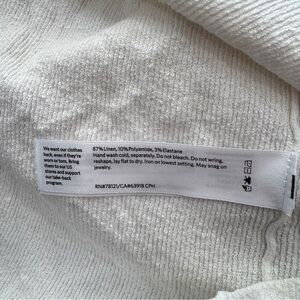 We want our clothes
back, even if they're
worn or torn. Bring
them to our US
stores and support
our take-back
program.
87% Linen, 10% Polyamide, 3% Elastane
Hand wash cold, separately. Do not bleach. Do not wring,
reshape, lay flat to dry. Iron on lowest setting. May snag on
jewelry.
RN#78121/CA#63918 CPH